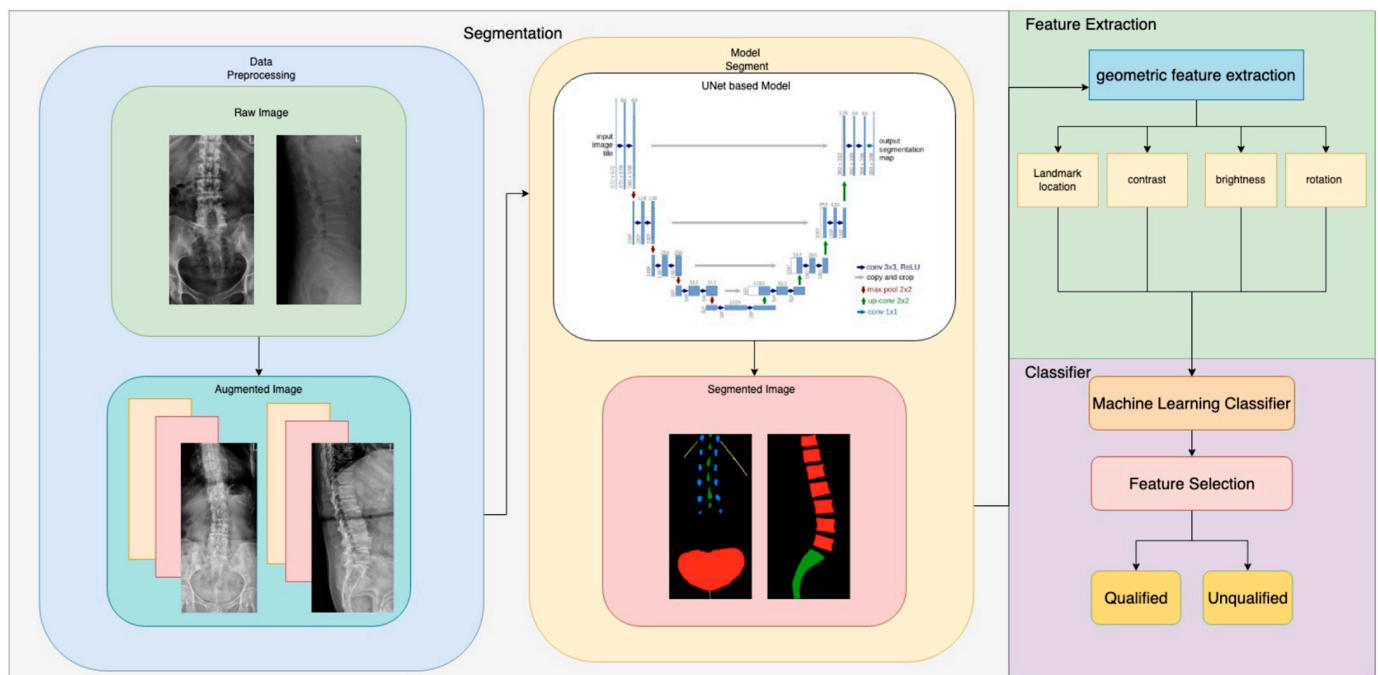 Segmentation
Data
Preprocessing
Raw Image
L
L
Augmented Image
Model
Segment
UNet based Model
input
image
tile
output
segmentation
map
conv 3x3, ReLU
copy and crop
max pool 2x2
up-conv 2x2
conv 1x1
Segmented Image
Feature Extraction
geometric feature extraction
Landmark
location
contrast
brightness
rotation
Classifier
Machine Learning Classifier
Feature Selection
Qualified
Unqualified